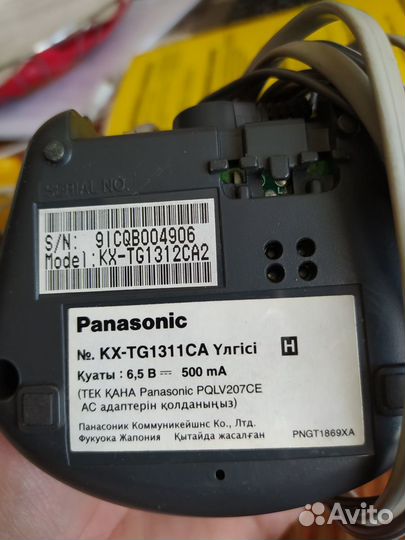 SERIAL NO.
S/N: 9ICQB004906
Model: KX-TG1312CA2
Panasonic
№. KX-TG1311CA Үлгісі H
Қуаты : 6,5 В ⎓ 500 mA
(ТЕК ҚАНА Panasonic PQLV207CE
АС адаптерін қолданыңыз)
Панасоник Коммуникейшнс Ко., Лтд.
Фукуока Жапония Қытайда жасалған
PNGT1869XA
Avito